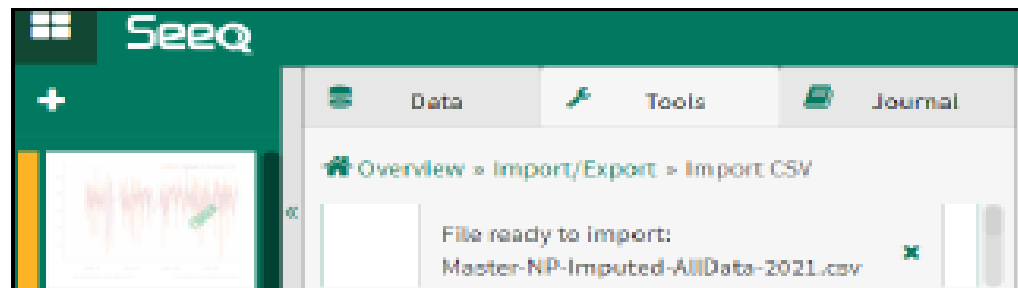 Seeq
Data Tools Journal
Overview » Import/Export » Import CSV
«
File ready to import:
Master-NP-Imputed-AllData-2021.csv